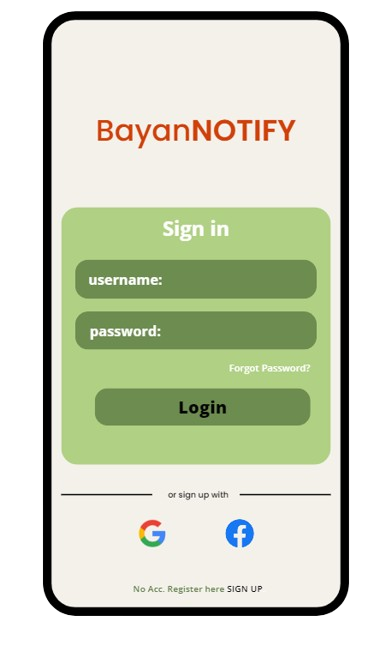 BayanNOTIFY
Sign in
username:
password:
Forgot Password?
Login
or sign up with
No Acc. Register here SIGN UP